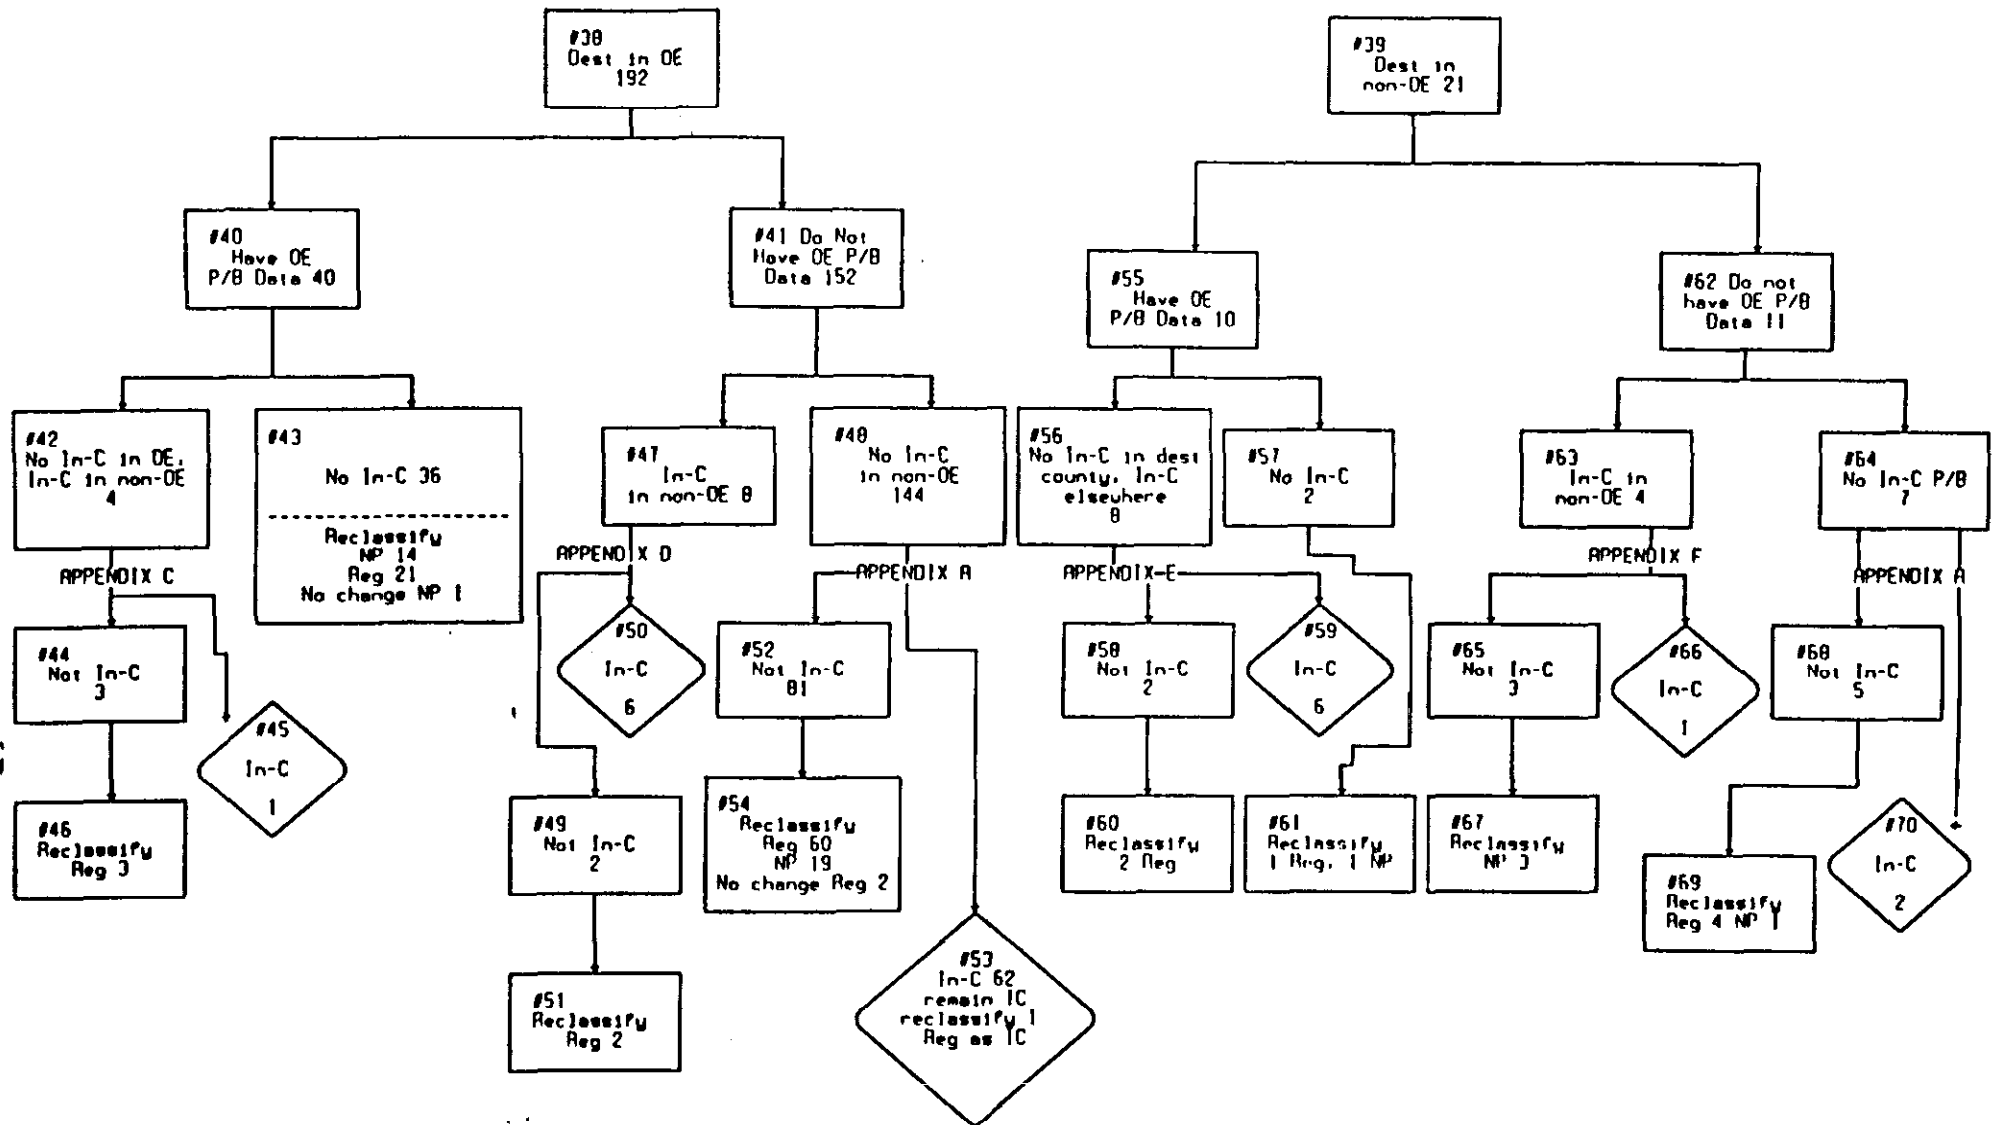 #38
Dest in OE
192
#39
Dest in
non-OE 21
#40
Have OE
P/B Data 40
#41 Do Not
Have OE P/B
Data 152
#55
Have OE
P/B Data 10
#62 Do not
have OE P/B
Data 11
#42
No In-C in OE,
In-C in non-OE
4
#43
No In-C 36
Reclassify
NP 14
Reg 21
No change NP 1
#47
In-C
in non-OE 8
#48
No In-C
in non-OE
144
#56
No In-C in dest
county, In-C
elsewhere
8
#57
No In-C
2
#63
In-C in
non-OE 4
#64
No In-C P/B
7
APPENDIX C
APPENDIX D
APPENDIX A
APPENDIX E
APPENDIX F
APPENDIX A
#44
Not In-C
3
#45
In-C
1
#46
Reclassify
Reg 3
#50
In-C
6
#49
Not In-C
2
#51
Reclassify
Reg 2
#52
Not In-C
81
#54
Reclassify
Reg 60
NP 19
No change Reg 2
#53
In-C 62
remain IC
reclassify 1
Reg as IC
#58
Not In-C
2
#59
In-C
6
#60
Reclassify
2 Reg
#61
Reclassify
1 Reg, 1 NP
#65
Not In-C
3
#66
In-C
1
#67
Reclassify
NP 3
#68
Not In-C
5
#69
Reclassify
Reg 4 NP 1
#70
In-C
2